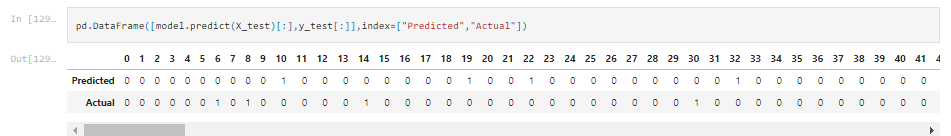 In [129...
pd.DataFrame([model.predict(X_test)[:],y_test[:]],index=["Predicted","Actual"])
Out[129...
0 1 2 3 4 5 6 7 8 9 10 11 12 13 14 15 16 17 18 19 20 21 22 23 24 25 26 27 28 29 30 31 32 33 34 35 36 37 38 39 40 41
Predicted 0 0 0 0 0 0 0 0 0 0 1 0 0 0 0 0 0 0 0 1 0 0 1 0 0 0 0 0 0 0 0 0 1 0 0 0 0 0 0 0 0 0
Actual 0 0 0 0 0 0 1 0 1 0 0 0 0 0 1 0 0 0 0 0 0 0 0 0 0 0 0 0 0 0 1 0 0 0 0 0 0 0 0 0 0 0